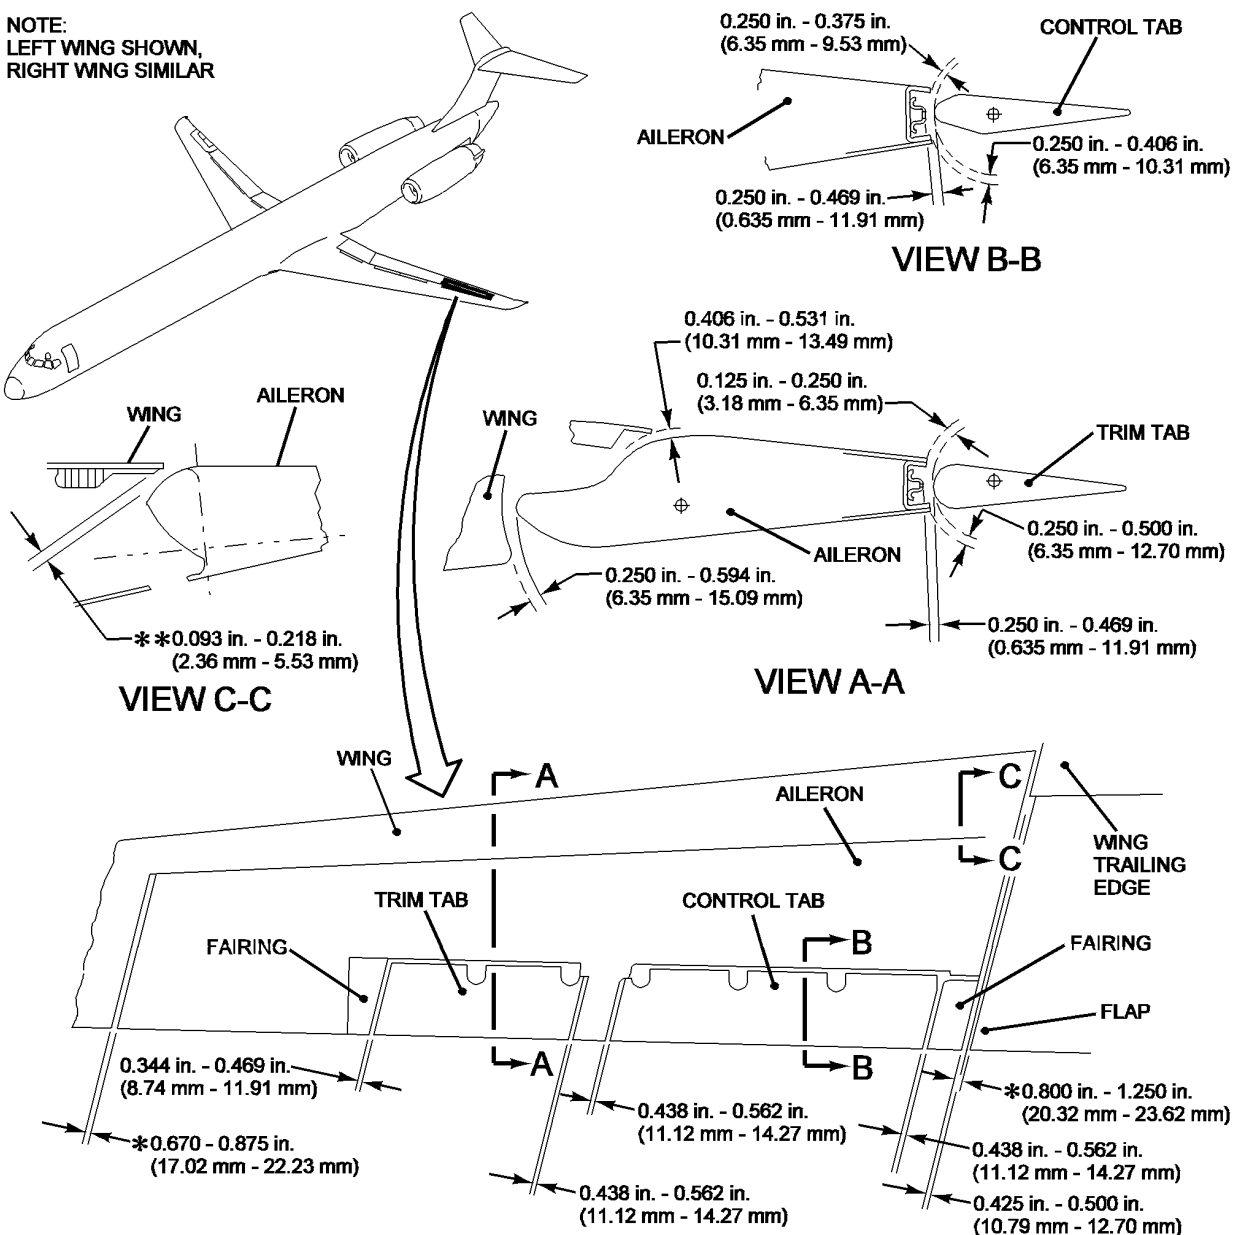 NOTE:
LEFT WING SHOWN,
RIGHT WING SIMILAR
0.250 in. - 0.375 in.
(6.35 mm - 9.53 mm)
CONTROL TAB
AILERON
0.250 in. - 0.406 in.
(6.35 mm - 10.31 mm)
0.250 in. - 0.469 in.
(0.635 mm - 11.91 mm)
VIEW B-B
0.406 in. - 0.531 in.
(10.31 mm - 13.49 mm)
0.125 in. - 0.250 in.
(3.18 mm - 6.35 mm)
WING
TRIM TAB
AILERON
0.250 in. - 0.500 in.
(6.35 mm - 12.70 mm)
0.250 in. - 0.594 in.
(6.35 mm - 15.09 mm)
0.250 in. - 0.469 in.
(0.635 mm - 11.91 mm)
VIEW A-A
WING
AILERON
**0.093 in. - 0.218 in.
(2.36 mm - 5.53 mm)
VIEW C-C
WING
A
AILERON
C
C
WING
TRAILING
EDGE
TRIM TAB
CONTROL TAB
FAIRING
B
FAIRING
FLAP
A
B
0.344 in. - 0.469 in.
(8.74 mm - 11.91 mm)
*0.670 - 0.875 in.
(17.02 mm - 22.23 mm)
0.438 in. - 0.562 in.
(11.12 mm - 14.27 mm)
0.438 in. - 0.562 in.
(11.12 mm - 14.27 mm)
*0.800 in. - 1.250 in.
(20.32 mm - 23.62 mm)
0.438 in. - 0.562 in.
(11.12 mm - 14.27 mm)
0.425 in. - 0.500 in.
(10.79 mm - 12.70 mm)